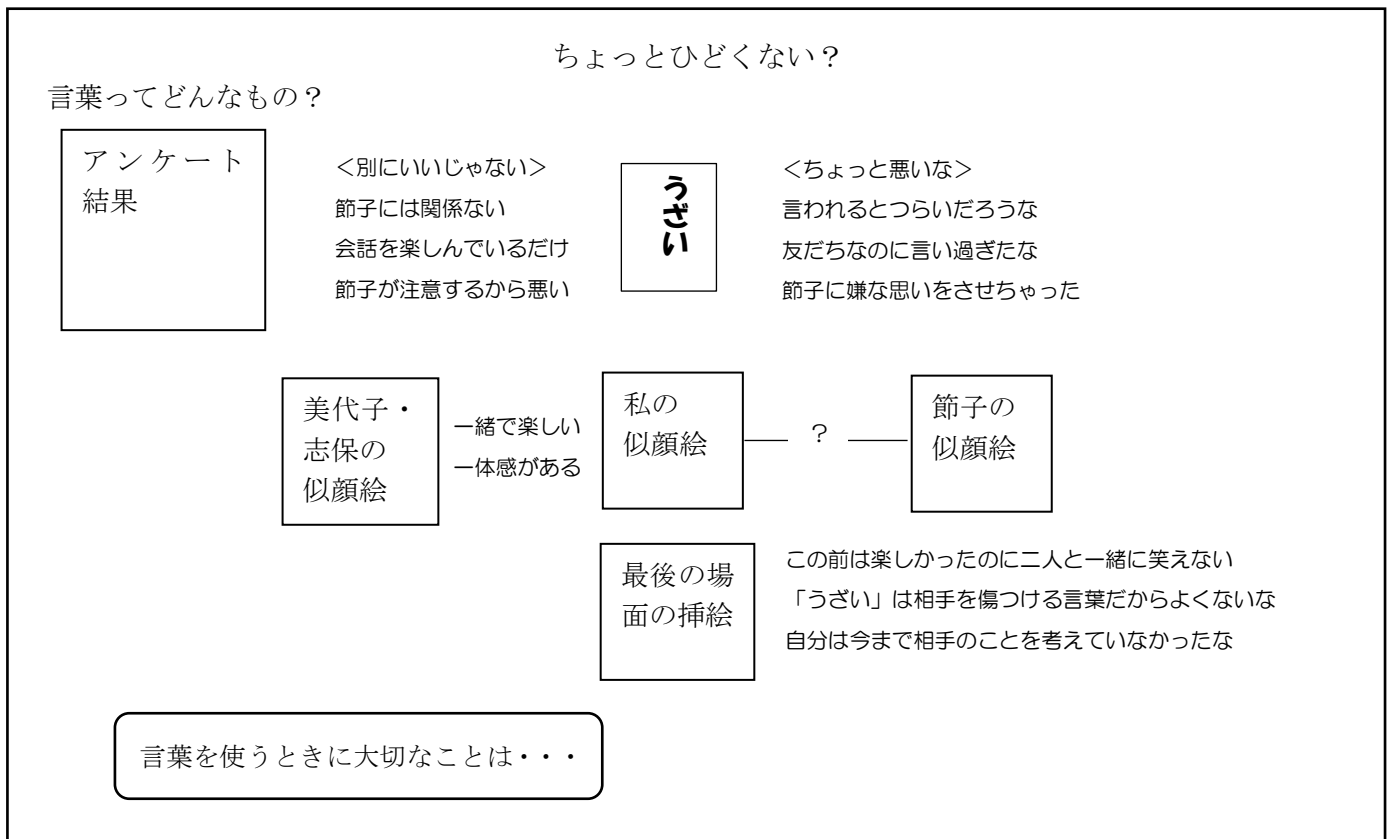 ちょっとひどくない？
言葉ってどんなもの？
アンケート
結果
＜別にいいじゃない＞
節子には関係ない
会話を楽しんでいるだけ
節子が注意するから悪い
うざい
＜ちょっと悪いな＞
言われるとつらいだろうな
友だちなのに言い過ぎたな
節子に嫌な思いをさせちゃった
美代子・
志保の
似顔絵
一緒で楽しい
一体感がある
私の
似顔絵
？
節子の
似顔絵
最後の場
面の挿絵
この前は楽しかったのに二人と一緒に笑えない
「うざい」は相手を傷つける言葉だからよくないな
自分は今まで相手のことを考えていなかったな
言葉を使うときに大切なことは・・・